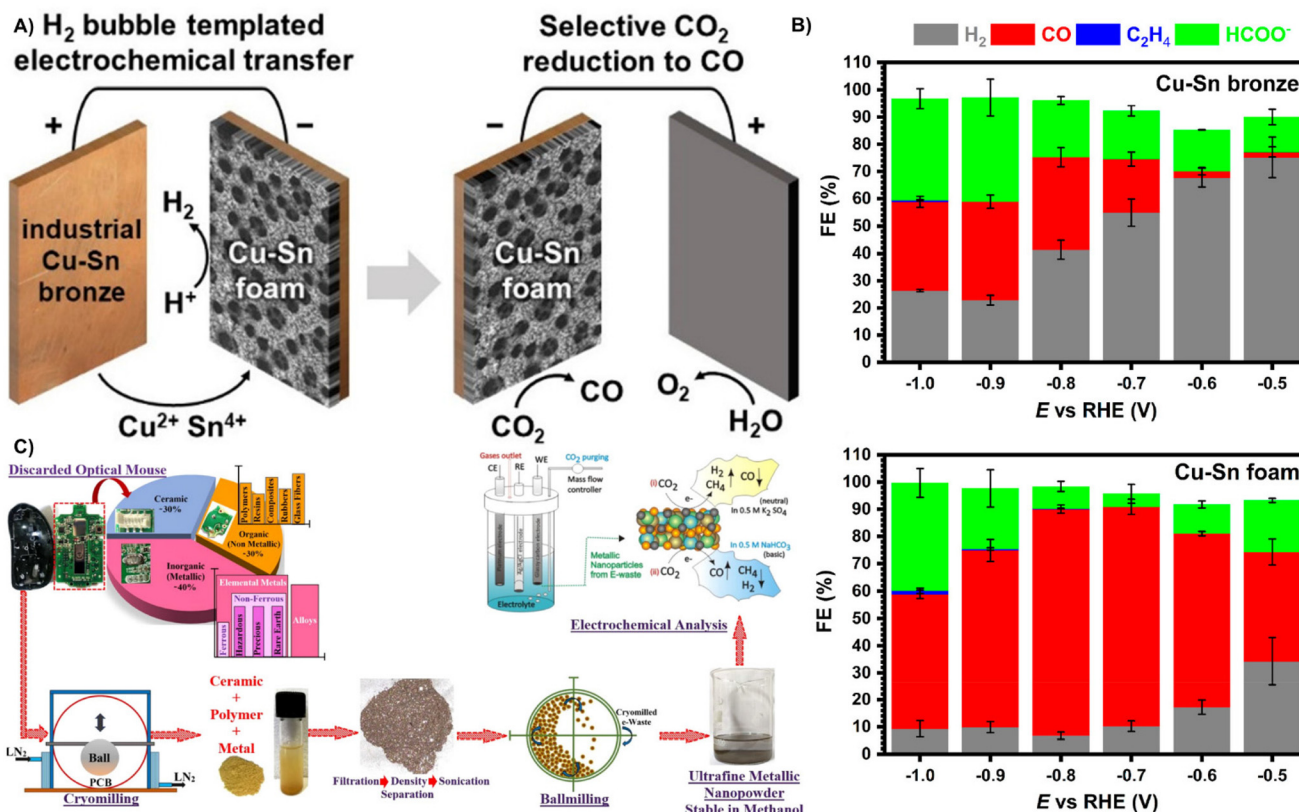 A)
H₂ bubble templated
electrochemical transfer
+
−
industrial
Cu-Sn
bronze
H₂
H⁺
Cu-Sn
foam
Cu²⁺ Sn⁴⁺
Selective CO₂
reduction to CO
−
+
Cu-Sn
foam
CO
CO₂
O₂
H₂O
B)
H₂ CO C₂H₄ HCOO⁻
Cu-Sn bronze
FE (%)
110
100
90
80
70
60
50
40
30
20
10
0
-1.0 -0.9 -0.8 -0.7 -0.6 -0.5
E vs RHE (V)
Cu-Sn foam
FE (%)
110
100
90
80
70
60
50
40
30
20
10
0
-1.0 -0.9 -0.8 -0.7 -0.6 -0.5
E vs RHE (V)
C)
Discarded Optical Mouse
Ceramic
~30%
Organic
(Non Metallic)
~30%
Inorganic
(Metallic)
~40%
Polymers
Resins
Composites
Rubbers
Glass Fibers
Elemental Metals
Non-Ferrous
Ferrous
Hazardous
Precious
Rare Earth
Alloys
Gases outlet
CO₂ purging
CE RE WE
Mass flow
controller
Electrolyte
Metallic
Nanoparticles
from E-waste
(i)
CO₂
e-
H₂
CH₄
CO
(neutral)
In 0.5 M K₂ SO₄
In 0.5 M NaHCO₃
(basic)
e-
(ii)
CO₂
CO
CH₄
H₂
Electrochemical Analysis
LN₂
Ball
PCB
LN₂
Cryomilling
Ceramic
+
Polymer
+
Metal
Filtration Density Sonication
Separation
Cryomilled
e-Waste
Ballmilling
Ultrafine Metallic
Nanopowder
Stable in Methanol